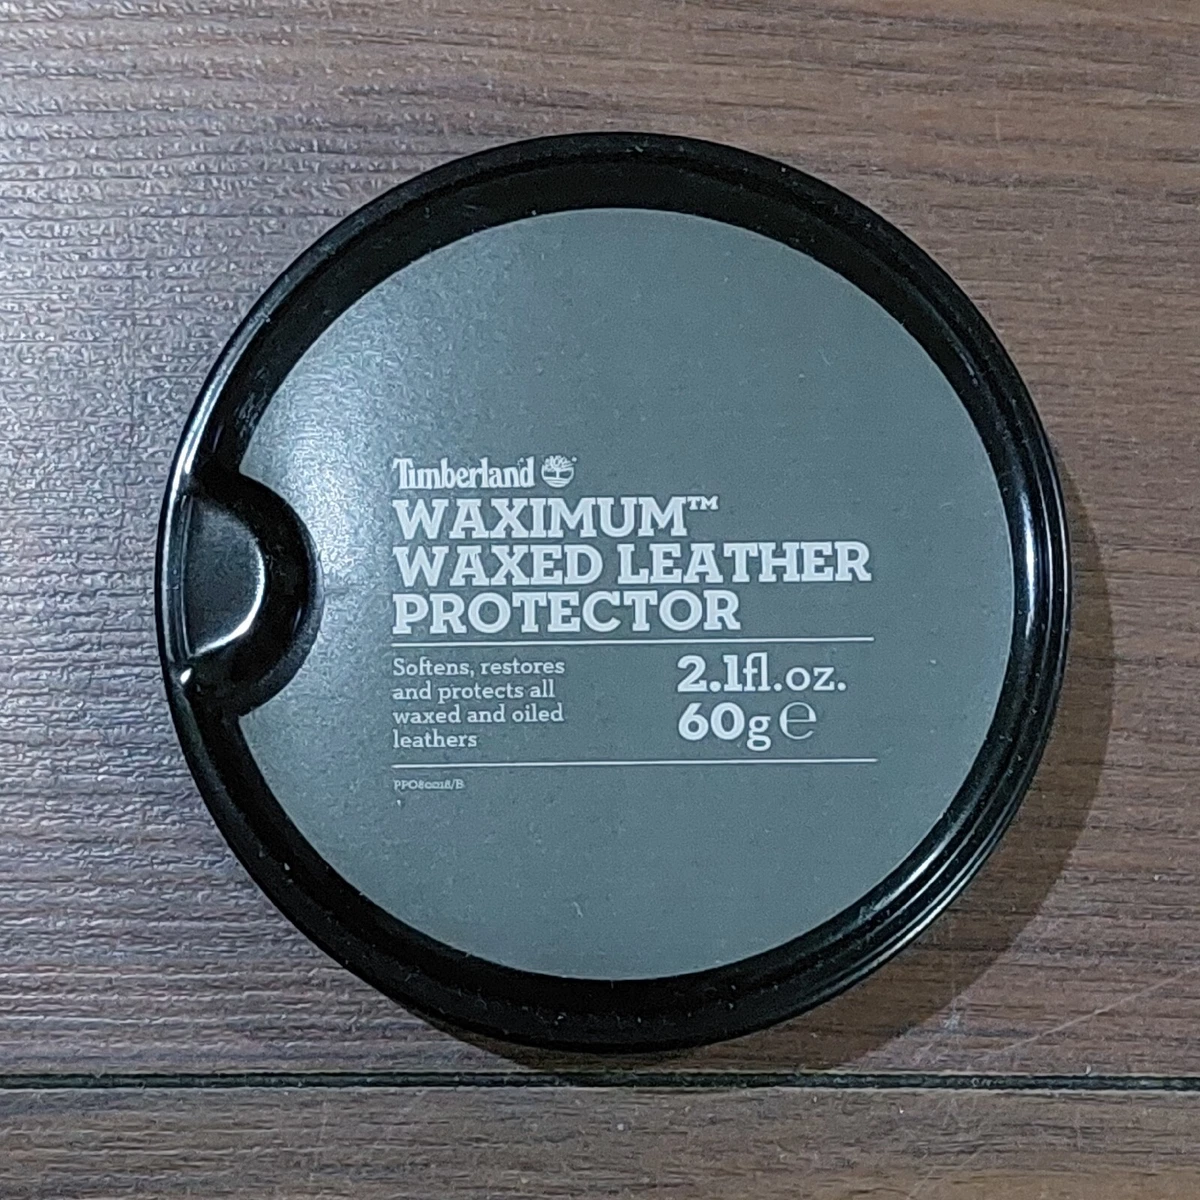 Timberland
WAXIMUM™
WAXED LEATHER
PROTECTOR
Softens, restores
and protects all
waxed and oiled
leathers
2.1fl.oz.
60g ℮